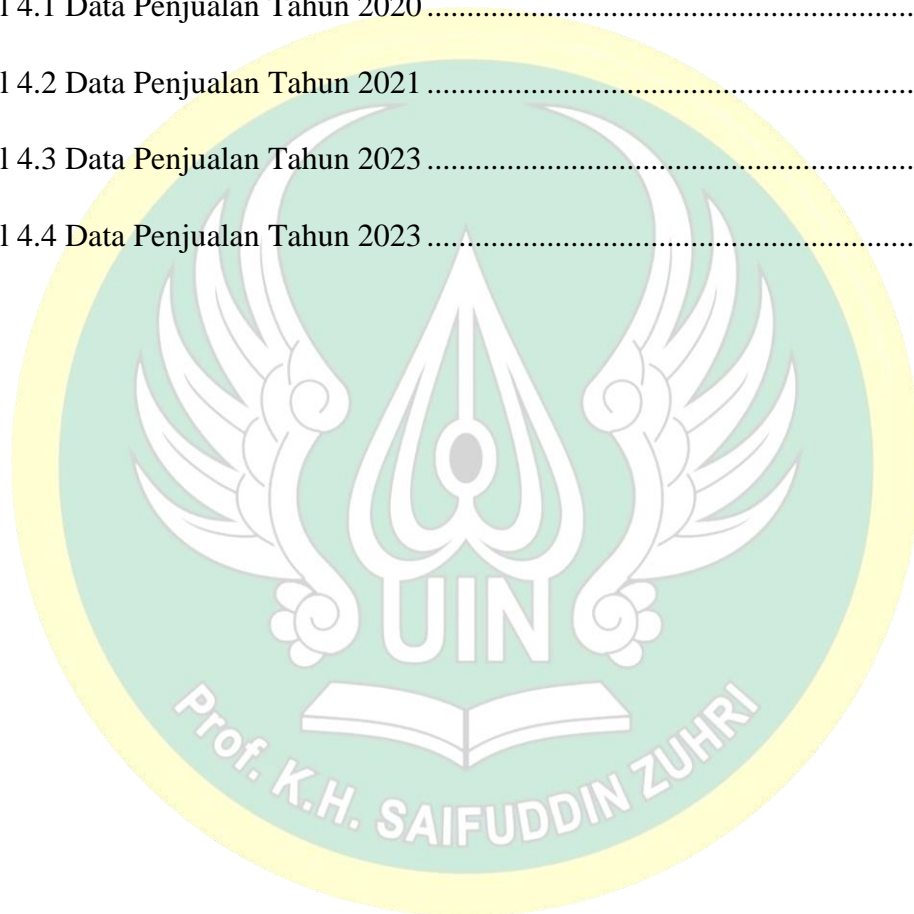 l 4.1 Data Penjualan Tahun 2020 ................................................................
l 4.2 Data Penjualan Tahun 2021 ................................................................
l 4.3 Data Penjualan Tahun 2023 ................................................................
l 4.4 Data Penjualan Tahun 2023 ................................................................
UIN
Prof. K.H. SAIFUDDIN ZUHRI